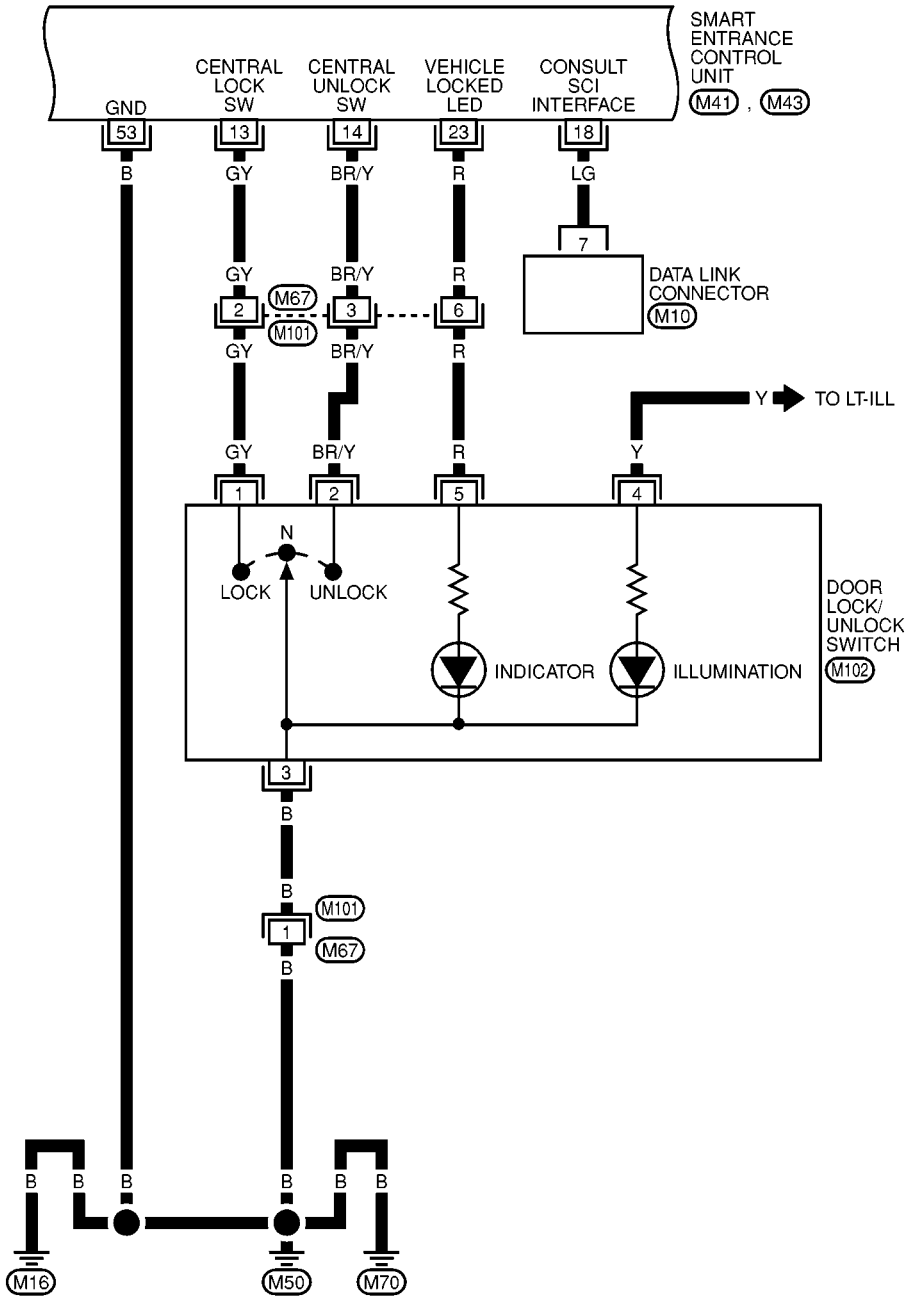 SMART
ENTRANCE
CONTROL
UNIT
M41 , M43
GND
CENTRAL
LOCK
SW
CENTRAL
UNLOCK
SW
VEHICLE
LOCKED
LED
CONSULT
SCI
INTERFACE
53 13 14 23 18
B GY BR/Y R LG
7
DATA LINK
CONNECTOR
M10
GY BR/Y R
2 M67 3 6
M101
GY BR/Y R
Y TO LT-ILL
GY BR/Y R Y
1 2 5 4
N
LOCK UNLOCK
INDICATOR
ILLUMINATION
DOOR
LOCK/
UNLOCK
SWITCH
M102
3
B
B
M101
1
M67
B
B B B B B B
M16 M50 M70